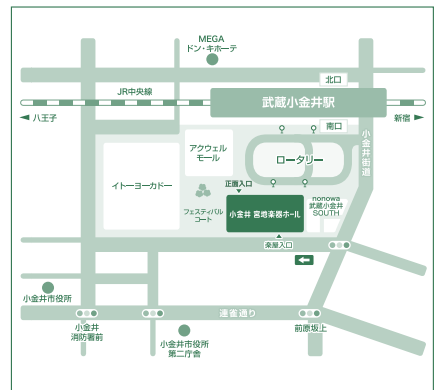 MEGA
ドン・キホーテ
北口
JR中央線
武蔵小金井駅
八王子
新宿
南口
小金井街道
アクウェル
モール
ロータリー
イトーヨーカドー
正面入口
フェスティバル
コート
小金井 宮地楽器ホール
nonowa
武蔵小金井
SOUTH
楽屋入口
小金井市役所
連雀通り
小金井
消防署前
前原坂上
小金井市役所
第二庁舎